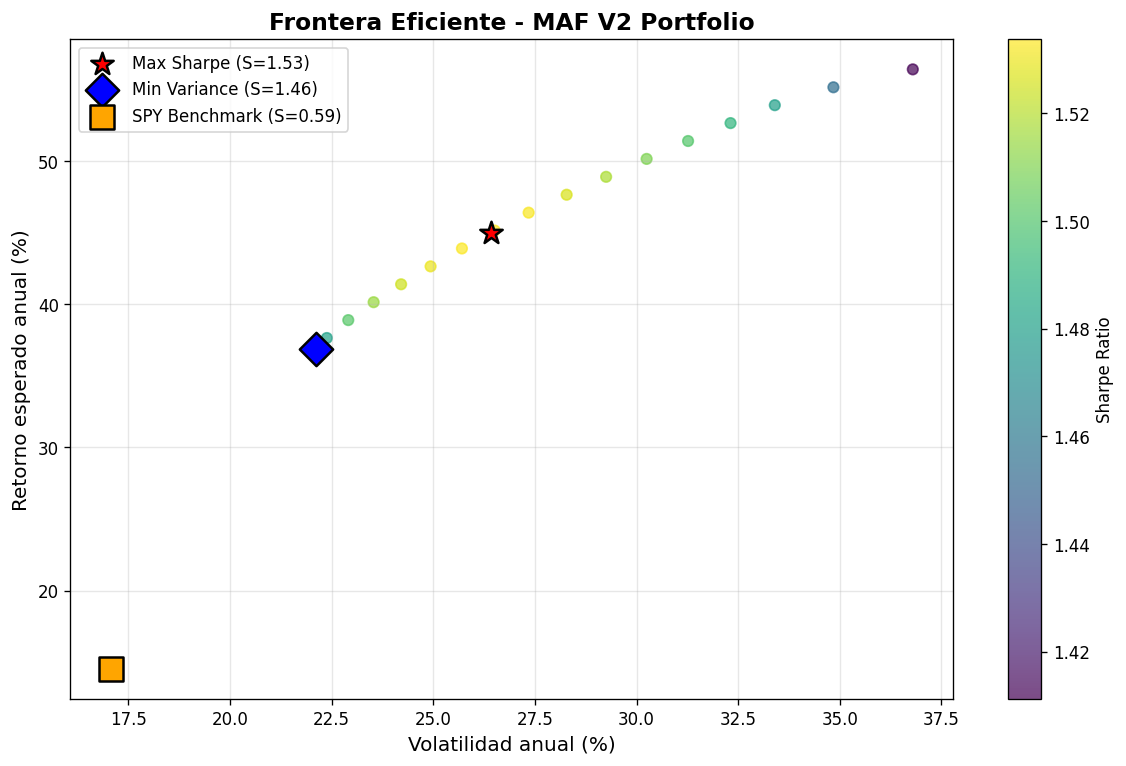 Frontera Eficiente - MAF V2 Portfolio
Max Sharpe (S=1.53)
Min Variance (S=1.46)
SPY Benchmark (S=0.59)
Retorno esperado anual (%)
50
40
30
20
17.5
20.0
22.5
25.0
27.5
30.0
32.5
35.0
37.5
Volatilidad anual (%)
1.52
1.50
1.48
1.46
1.44
1.42
Sharpe Ratio